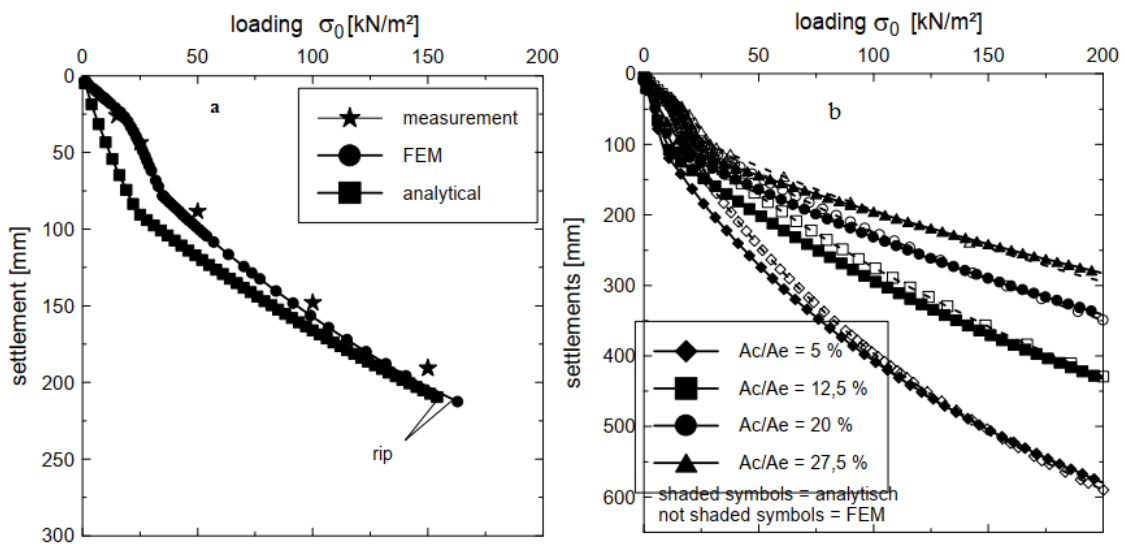 loading σ0 [kN/m²]
0 50 100 150 200
0
50
100
150
200
250
300
settlement [mm]
a
measurement
FEM
analytical
rip
loading σ0 [kN/m²]
0 50 100 150 200
0
100
200
300
400
500
600
settlements [mm]
b
Ac/Ae = 5 %
Ac/Ae = 12,5 %
Ac/Ae = 20 %
Ac/Ae = 27,5 %
shaded symbols = analytisch
not shaded symbols = FEM